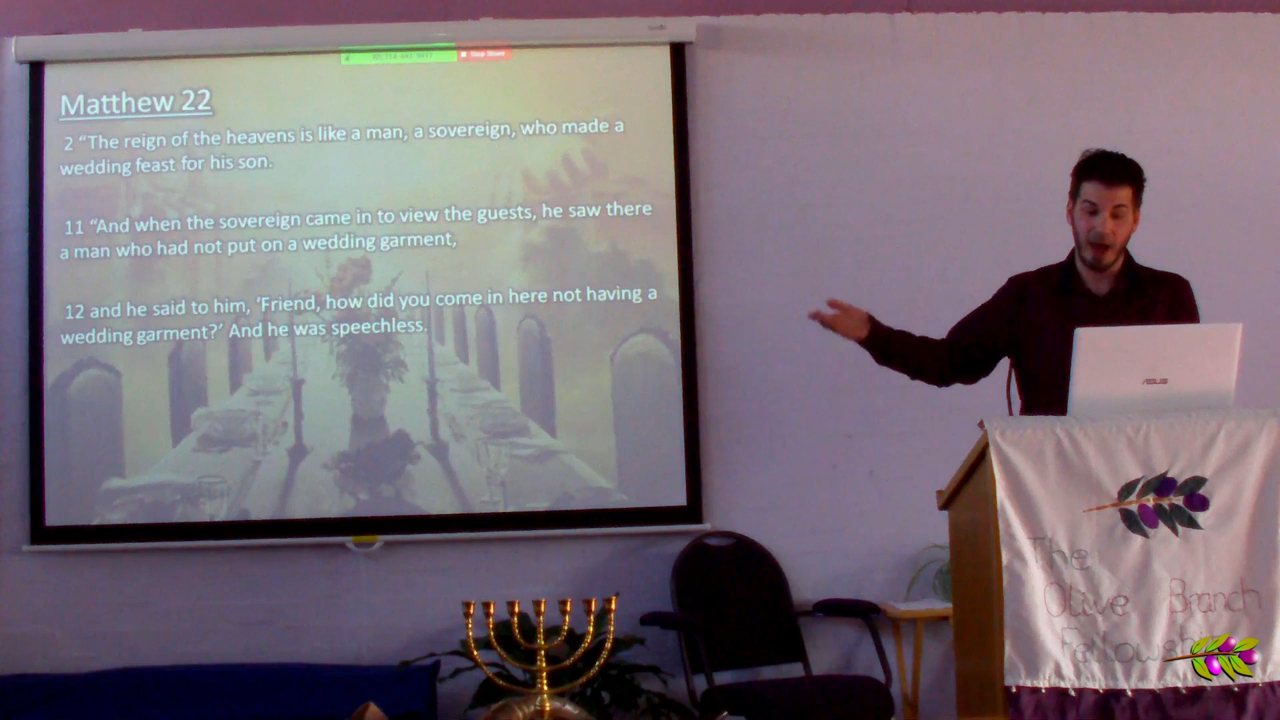 Stop Share
Matthew 22
2 “The reign of the heavens is like a man, a sovereign, who made a
wedding feast for his son.
11 “And when the sovereign came in to view the guests, he saw there
a man who had not put on a wedding garment,
12 and he said to him, ‘Friend, how did you come in here not having a
wedding garment?’ And he was speechless.
ASUS
The
Olive Branch